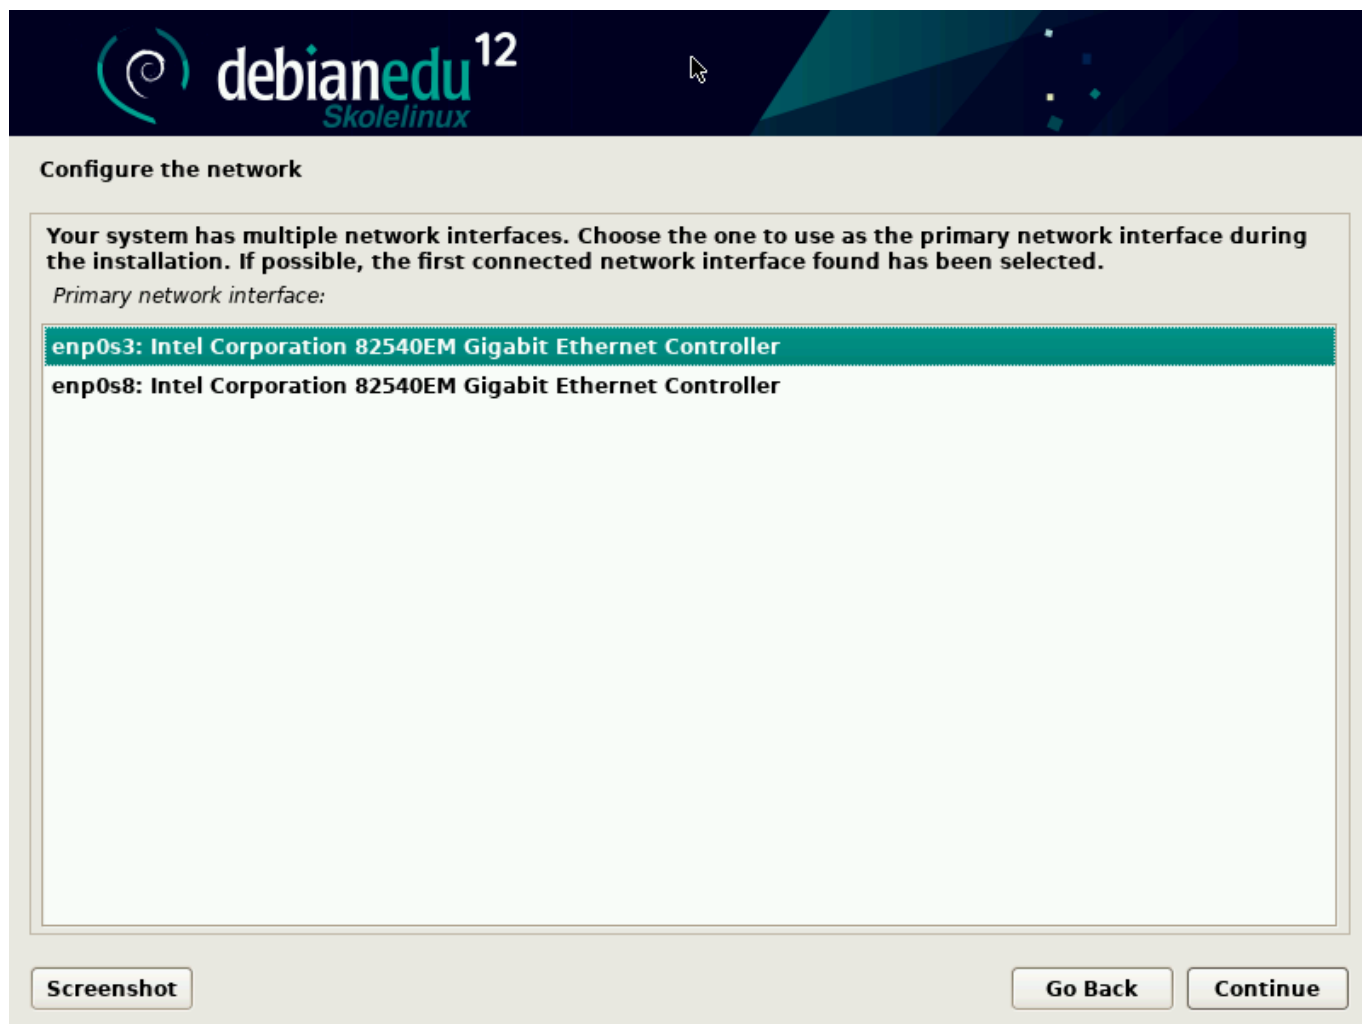 debianedu 12
Skolelinux
Configure the network
Your system has multiple network interfaces. Choose the one to use as the primary network interface during
the installation. If possible, the first connected network interface found has been selected.
Primary network interface:
enp0s3: Intel Corporation 82540EM Gigabit Ethernet Controller
enp0s8: Intel Corporation 82540EM Gigabit Ethernet Controller
Screenshot
Go Back
Continue